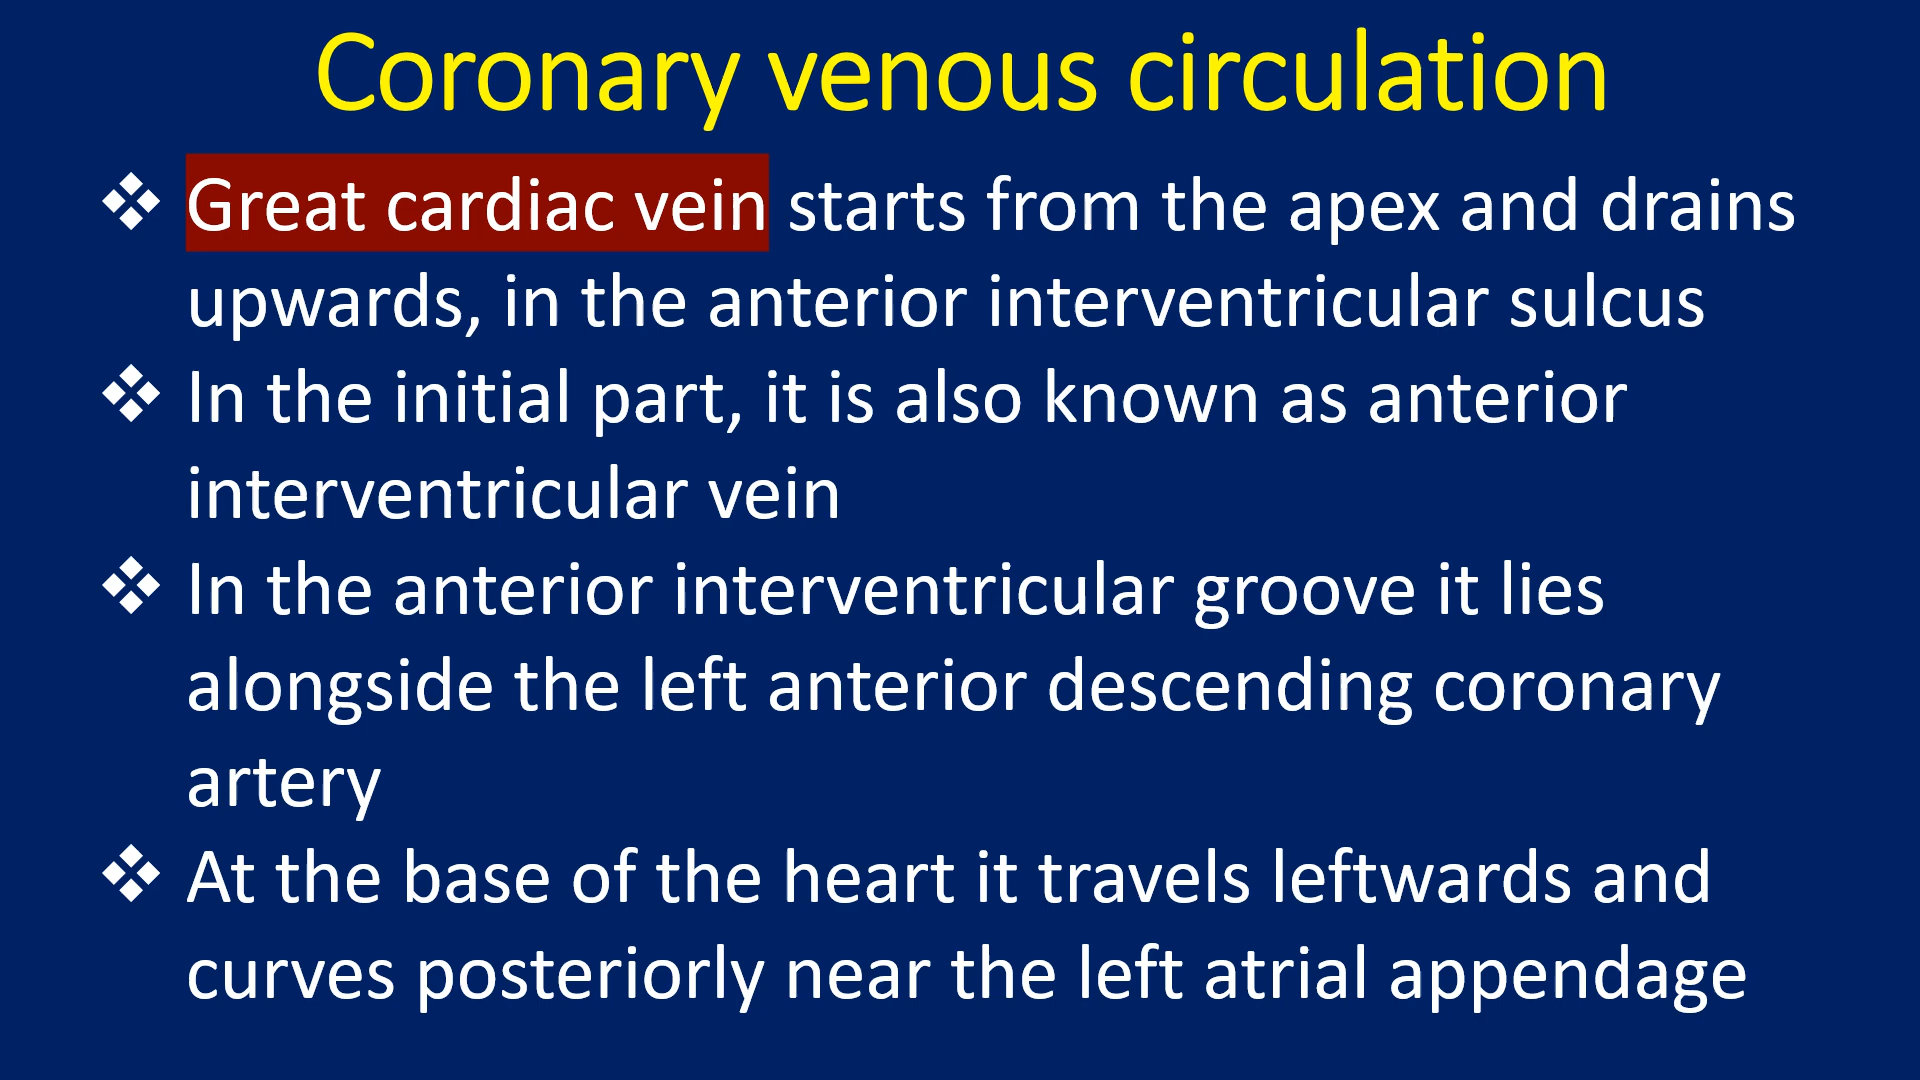 Coronary venous circulation
❖ Great cardiac vein starts from the apex and drains
upwards, in the anterior interventricular sulcus
❖ In the initial part, it is also known as anterior
interventricular vein
❖ In the anterior interventricular groove it lies
alongside the left anterior descending coronary
artery
❖ At the base of the heart it travels leftwards and
curves posteriorly near the left atrial appendage